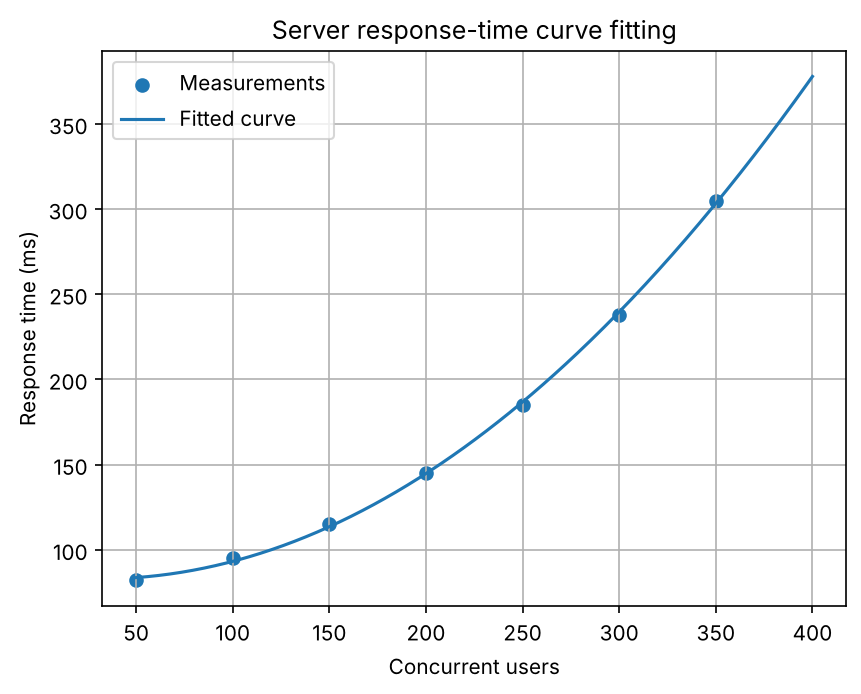 Server response-time curve fitting
Measurements
Fitted curve
Response time (ms)
350
300
250
200
150
100
50 100 150 200 250 300 350 400
Concurrent users